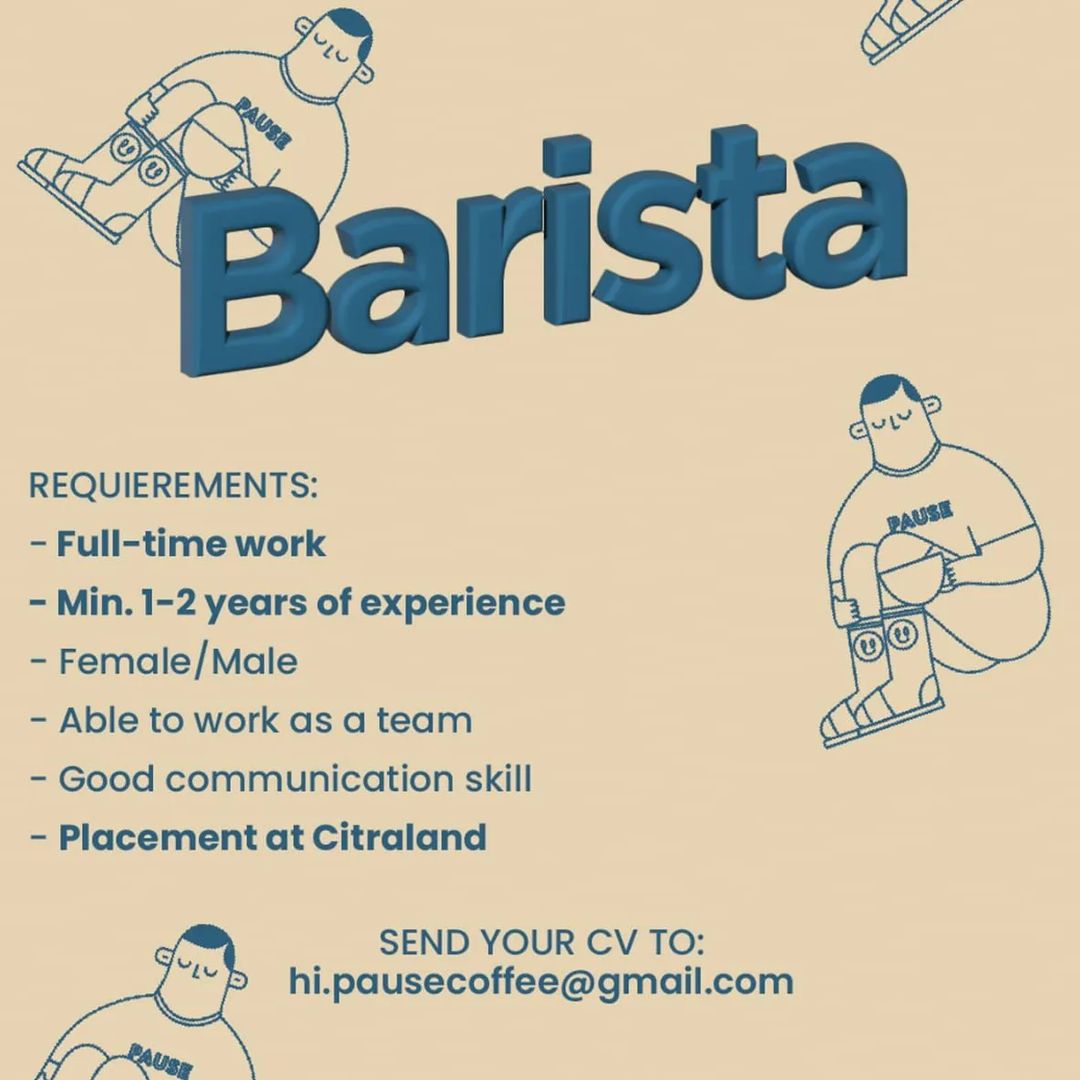 PAUSE
Barista
PAUSE
REQUIEREMENTS:
- Full-time work
- Min. 1-2 years of experience
- Female/Male
- Able to work as a team
- Good communication skill
- Placement at Citraland
SEND YOUR CV TO:
hi.pausecoffee@gmail.com
PAUSE